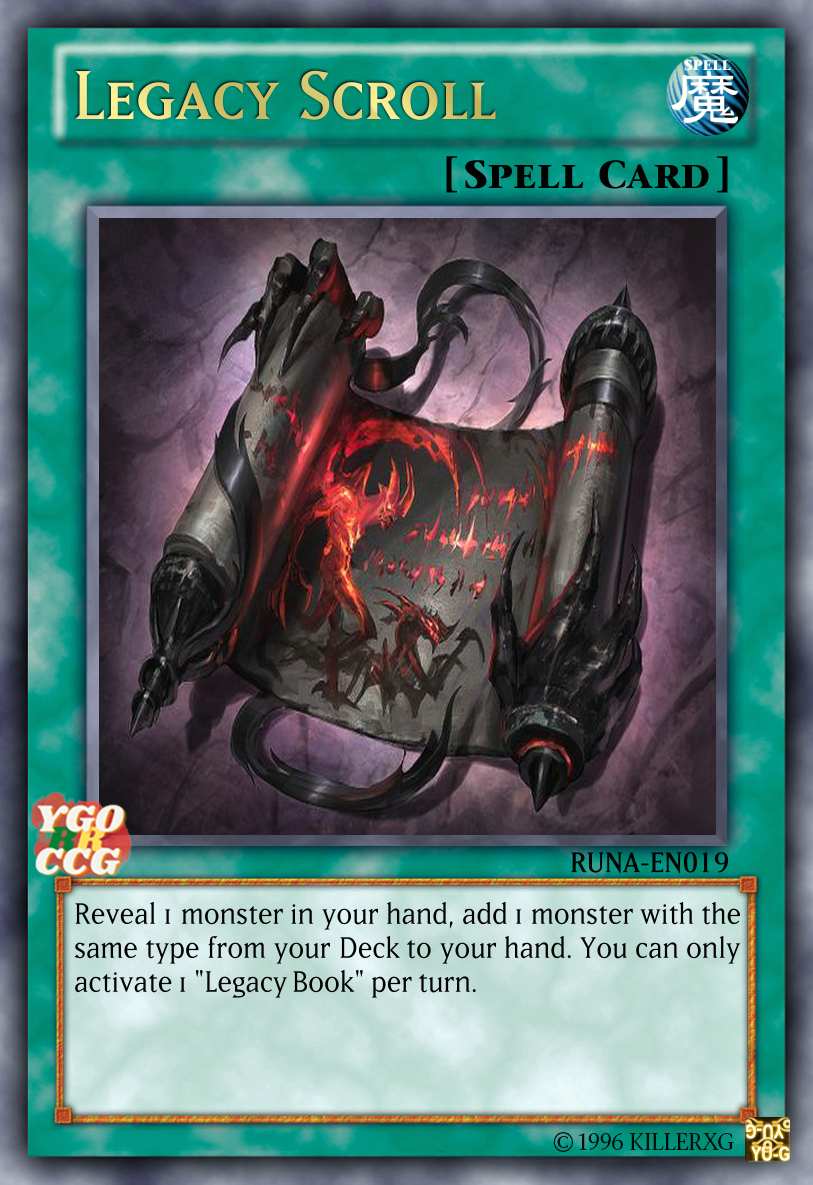 LEGACY SCROLL
SPELL
魔
[SPELL CARD]
YGO
BR
CCG
RUNA-EN019
Reveal 1 monster in your hand, add 1 monster with the
same type from your Deck to your hand. You can only
activate 1 "Legacy Book" per turn.
© 1996 KILLERXG